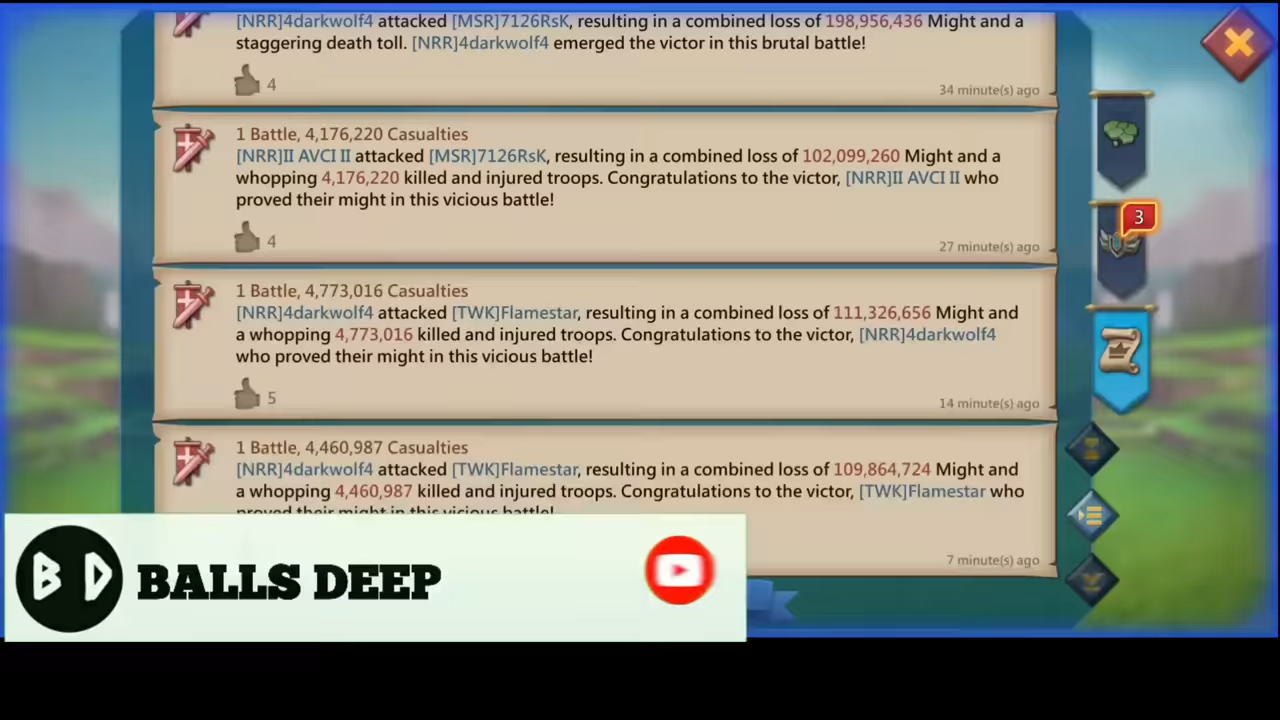 [NRR]4darkwolf4 attacked [MSR]7126RsK, resulting in a combined loss of 198,956,436 Might and a
staggering death toll. [NRR]4darkwolf4 emerged the victor in this brutal battle!
4
34 minute(s) ago
1 Battle, 4,176,220 Casualties
[NRR]II AVCI II attacked [MSR]7126RsK, resulting in a combined loss of 102,099,260 Might and a
whopping 4,176,220 killed and injured troops. Congratulations to the victor, [NRR]II AVCI II who
proved their might in this vicious battle!
4
27 minute(s) ago
3
1 Battle, 4,773,016 Casualties
[NRR]4darkwolf4 attacked [TWK]Flamestar, resulting in a combined loss of 111,326,656 Might and
a whopping 4,773,016 killed and injured troops. Congratulations to the victor, [NRR]4darkwolf4
who proved their might in this vicious battle!
5
14 minute(s) ago
1 Battle, 4,460,987 Casualties
[NRR]4darkwolf4 attacked [TWK]Flamestar, resulting in a combined loss of 109,864,724 Might and
a whopping 4,460,987 killed and injured troops. Congratulations to the victor, [TWK]Flamestar who
proved their might in this vicious battle!
7 minute(s) ago
BD
BALLS DEEP